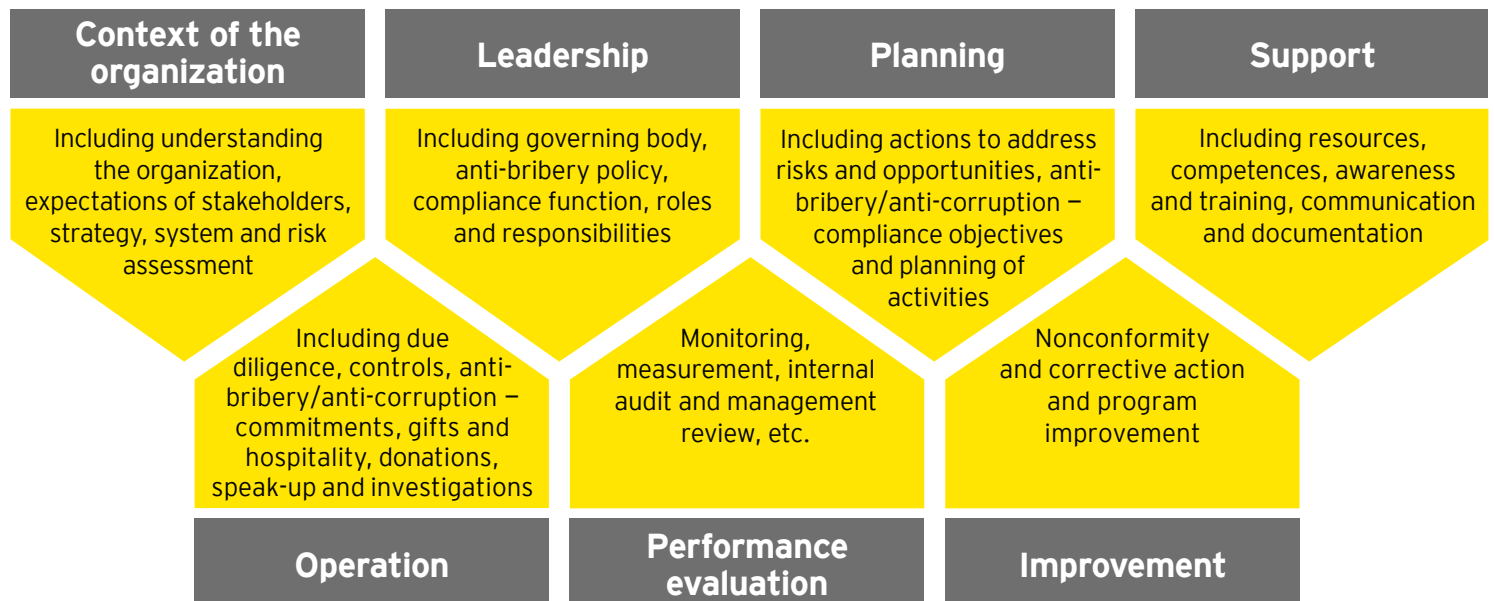 Context of the
organization
Including understanding
the organization,
expectations of stakeholders,
strategy, system and risk
assessment
Leadership
Including governing body,
anti-bribery policy,
compliance function, roles
and responsibilities
Planning
Including actions to address
risks and opportunities, anti-
bribery/anti-corruption –
compliance objectives
and planning of
activities
Support
Including resources,
competences, awareness
and training, communication
and documentation
Including due
diligence, controls, anti-
bribery/anti-corruption –
commitments, gifts and
hospitality, donations,
speak-up and investigations
Operation
Monitoring,
measurement, internal
audit and management
review, etc.
Performance
evaluation
Nonconformity
and corrective action
and program
improvement
Improvement